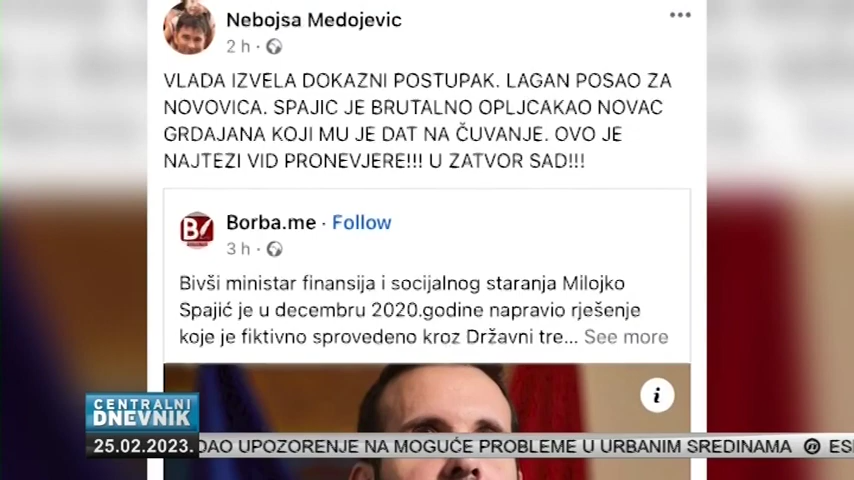 Nebojsa Medojevic
2 h
VLADA IZVELA DOKAZNI POSTUPAK. LAGAN POSAO ZA
NOVOVICA. SPAJIC JE BRUTALNO OPLJCAKAO NOVAC
GRDAJANA KOJI MU JE DAT NA ČUVANJE. OVO JE
NAJTEZI VID PRONEVJERE!!! U ZATVOR SAD!!!
Borba.me · Follow
3 h
Bivši ministar finansija i socijalnog staranja Milojko
Spajić je u decembru 2020.godine napravio rješenje
koje je fiktivno sprovedeno kroz Državni tre... See more
CENTRALNI
DNEVNIK
25.02.2023.
DAO UPOZORENJE NA MOGUĆE PROBLEME U URBANIM SREDINAMA